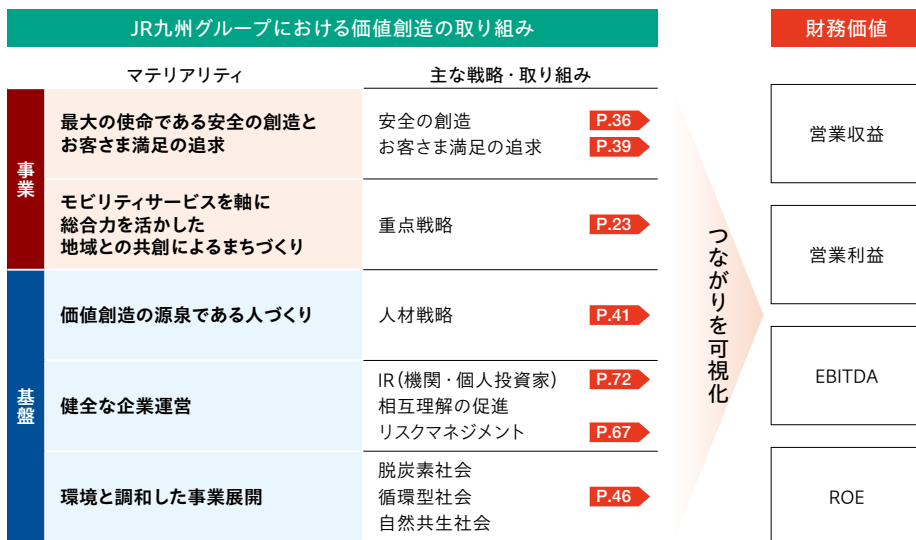 JR九州グループにおける価値創造の取り組み
マテリアリティ
主な戦略・取り組み
事業
最大の使命である安全の創造と
お客さま満足の追求
安全の創造 P.36
お客さま満足の追求 P.39
モビリティサービスを軸に
総合力を活かした
地域との共創によるまちづくり
重点戦略 P.23
基盤
価値創造の源泉である人づくり
人材戦略 P.41
健全な企業運営
IR(機関・個人投資家) P.72
相互理解の促進
リスクマネジメント P.67
環境と調和した事業展開
脱炭素社会
循環型社会 P.46
自然共生社会
つながりを可視化
財務価値
営業収益
営業利益
EBITDA
ROE